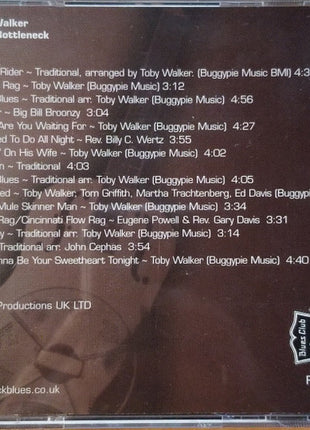 Walker
Bottleneck
Rider ~ Traditional, arranged by Toby Walker. (Buggypie Music BMI) 4:3
Rag ~ Toby Walker (Buggypie Music) 3:12
Blues ~ Traditional arr: Toby Walker (Buggypie Music) 4:56
~ Big Bill Broonzy 3:04
Are You Waiting For ~ Toby Walker (Buggypie Music) 4:27
ed To Do All Night ~ Rev. Billy C. Wertz 3:55
' On His Wife ~ Toby Walker (Buggypie Music) 4:02
n ~ Traditional 4:03
Blues ~ Traditional arr: Toby Walker (Buggypie Music) 4:05
ed ~ Toby Walker, Tom Griffith, Martha Trachtenberg, Ed Davis (Buggypie
Mule Skinner Man ~ Toby Walker (Buggypie Music) 3:34
Rag/Cincinnati Flow Rag ~ Eugene Powell & Rev. Gary Davis 3:31
y ~ Traditional arr: Toby Walker (Buggypie Music) 3:14
Traditional arr: John Cephas 3:54
nna Be Your Sweetheart Tonight ~ Toby Walker (Buggypie Music) 4:40
Productions UK LTD
Blues Club
ckblues.co.uk